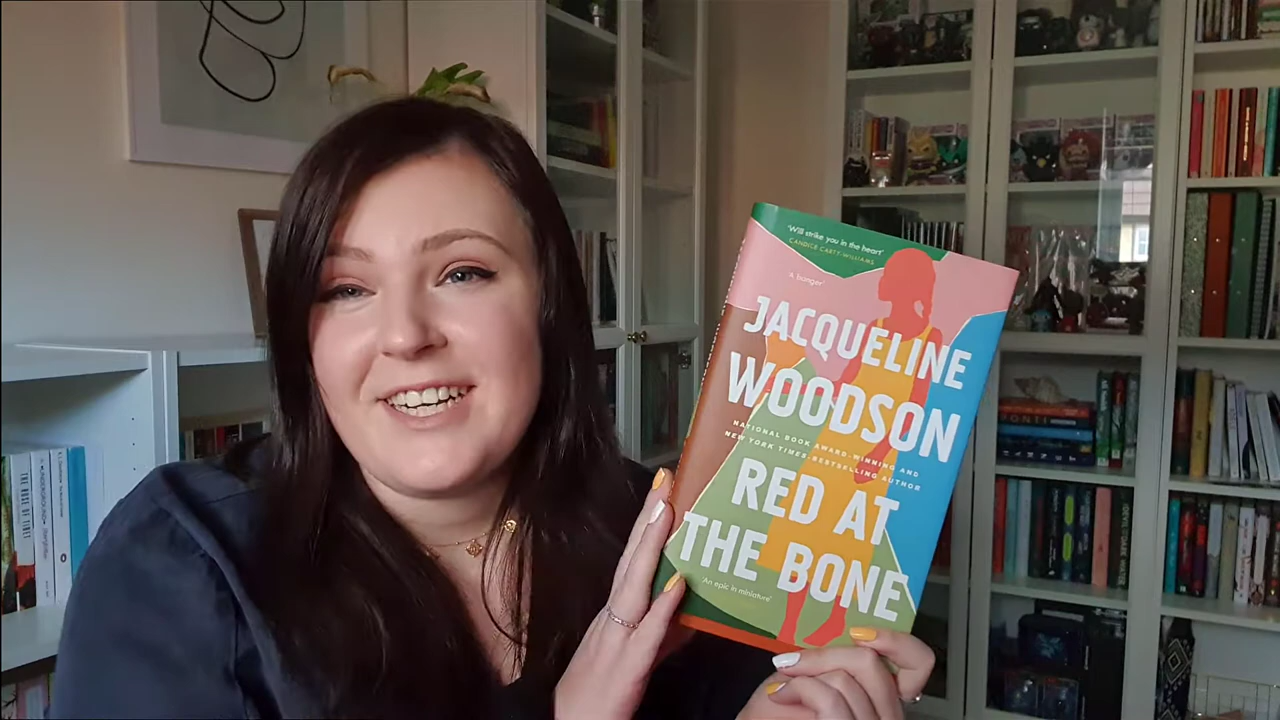 'Will strike you in the heart'
CANDICE CARTY-WILLIAMS
'A banger'
JACQUELINE
WOODSON
NATIONAL BOOK AWARD-WINNING AND
NEW YORK TIMES-BESTSELLING AUTHOR
RED AT
THE BONE
'An epic in miniature'